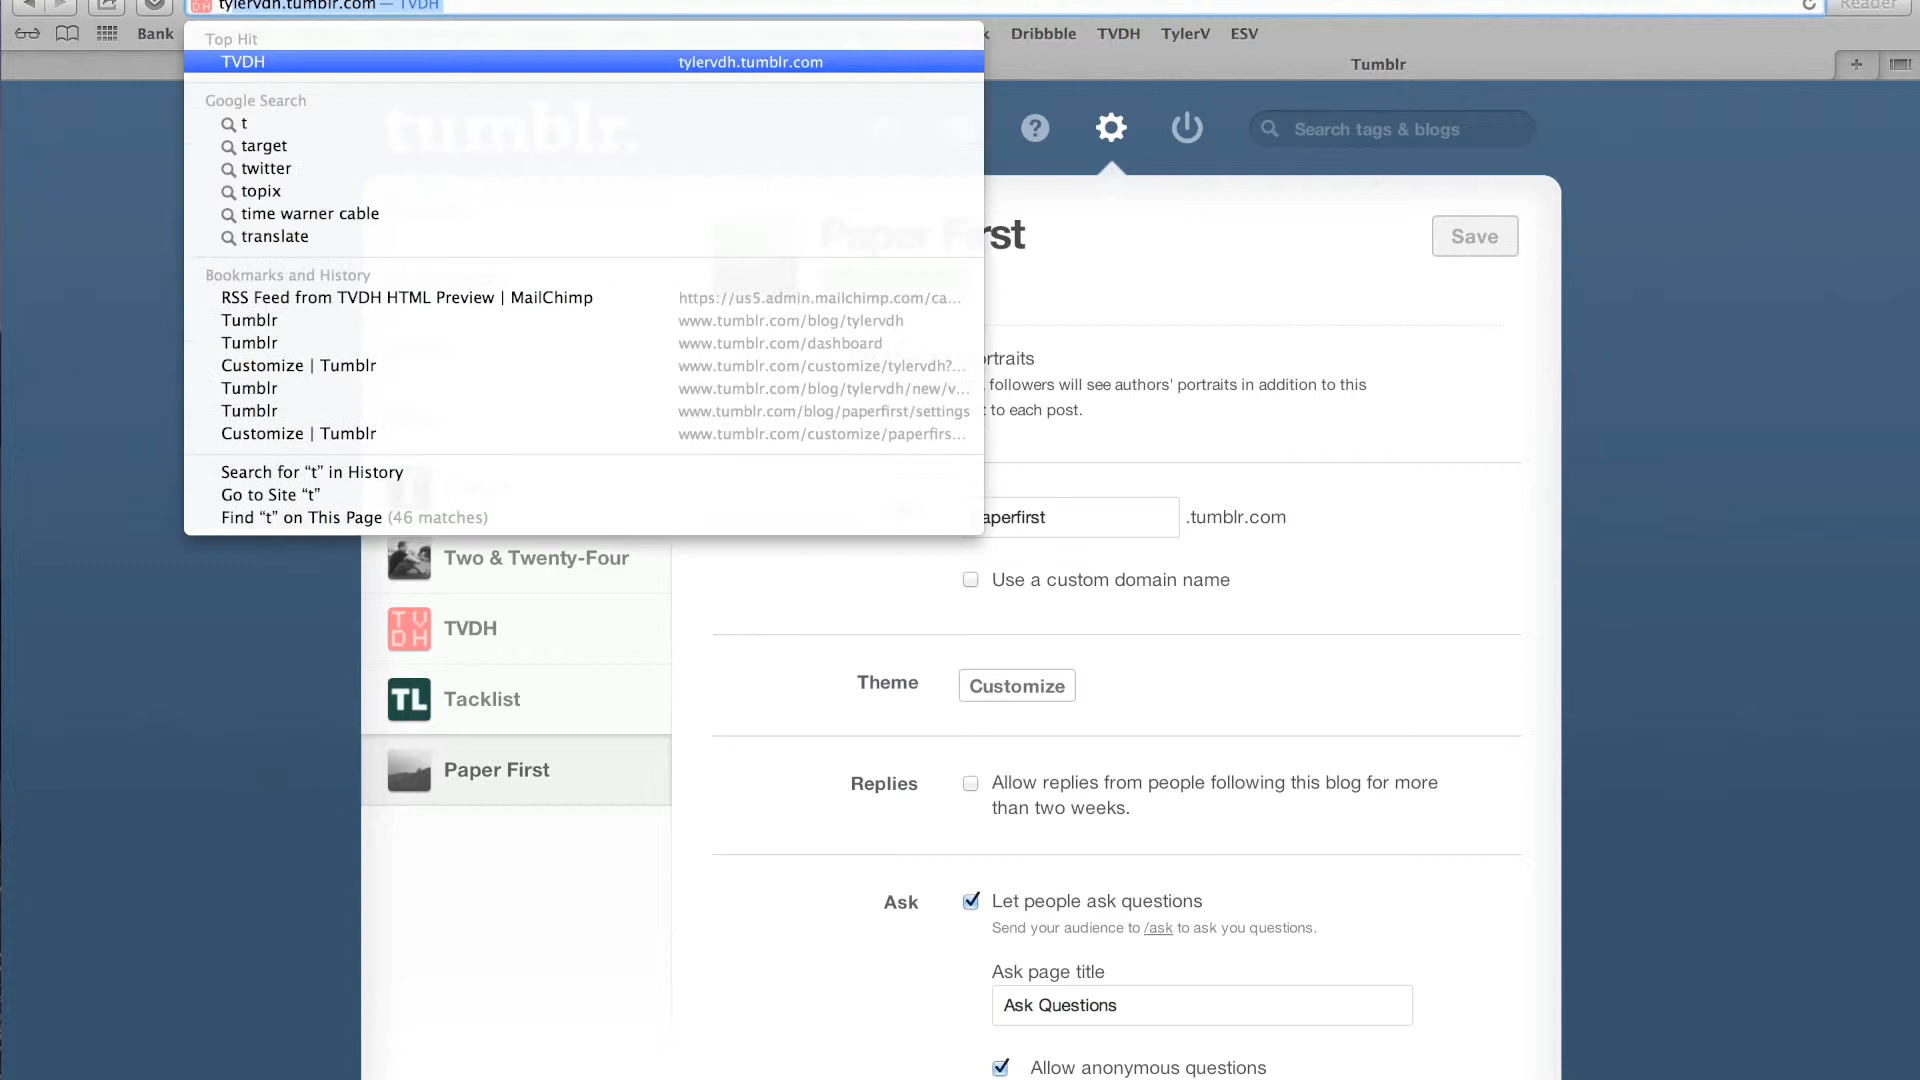 tylervdh.tumblr.com — TVDH
Reader
Bank
Dribbble
TVDH
TylerV
ESV
Tumblr
Top Hit
TVDH tylervdh.tumblr.com
Google Search
t
target
twitter
topix
time warner cable
translate
Bookmarks and History
RSS Feed from TVDH HTML Preview | MailChimp https://us5.admin.mailchimp.com/ca...
Tumblr www.tumblr.com/blog/tylervdh
Tumblr www.tumblr.com/dashboard
Customize | Tumblr www.tumblr.com/customize/tylervdh?...
Tumblr www.tumblr.com/blog/tylervdh/new/v...
Tumblr www.tumblr.com/blog/paperfirst/settings
Customize | Tumblr www.tumblr.com/customize/paperfirs...
Search for “t” in History
Go to Site “t”
Find “t” on This Page (46 matches)
tumblr.
Search tags & blogs
Paper First
Save
ortraits
followers will see authors' portraits in addition to this
t to each post.
aperfirst .tumblr.com
Use a custom domain name
Two & Twenty-Four
TVDH
TVDH
TL
Tacklist
Paper First
Theme
Customize
Replies
Allow replies from people following this blog for more
than two weeks.
Ask
Let people ask questions
Send your audience to /ask to ask you questions.
Ask page title
Ask Questions
Allow anonymous questions